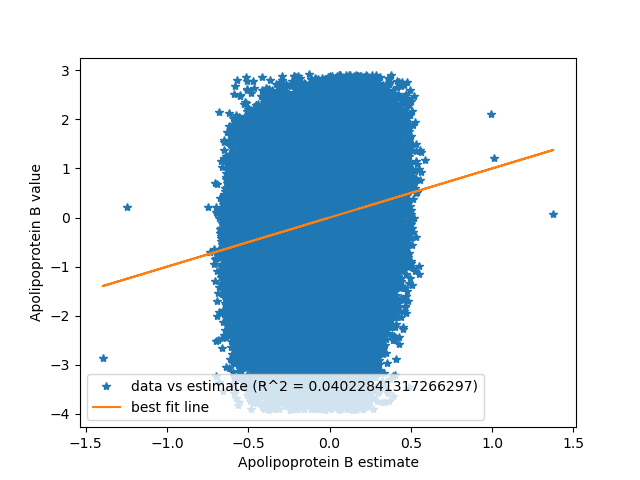 3
2
1
0
−1
−2
−3
−4
Apolipoprotein B value
data vs estimate (R^2 = 0.04022841317266297)
best fit line
−1.5 −1.0 −0.5 0.0 0.5 1.0 1.5
Apolipoprotein B estimate